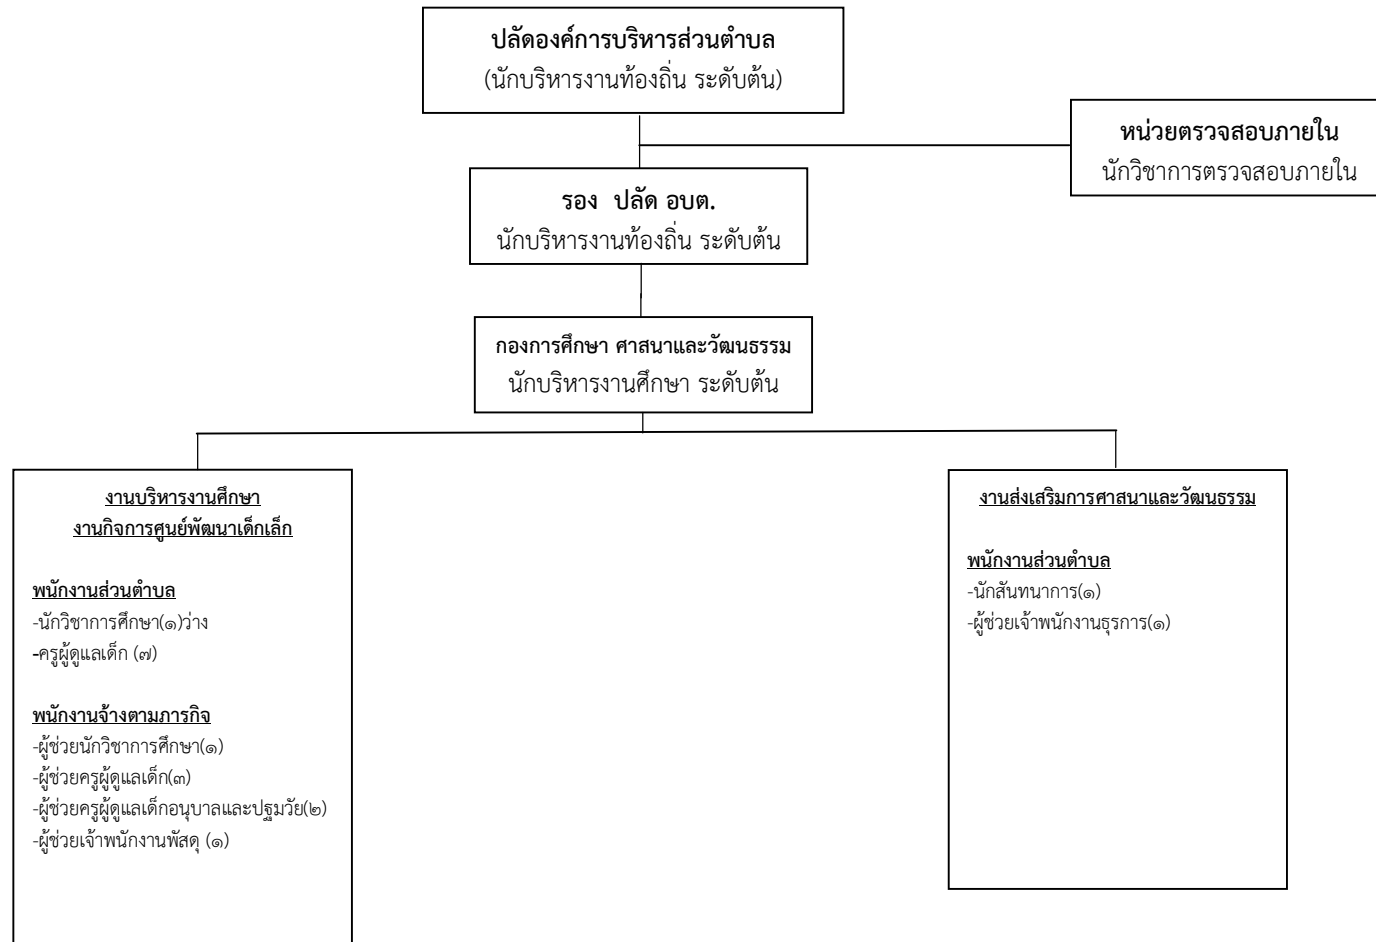 ปลัดองค์การบริหารส่วนตำบล
(นักบริหารงานท้องถิ่น ระดับต้น)
หน่วยตรวจสอบภายใน
นักวิชาการตรวจสอบภายใน
รอง ปลัด อบต.
นักบริหารงานท้องถิ่น ระดับต้น
กองการศึกษา ศาสนาและวัฒนธรรม
นักบริหารงานศึกษา ระดับต้น
งานบริหารงานศึกษา
งานกิจการศูนย์พัฒนาเด็กเล็ก
พนักงานส่วนตำบล
-นักวิชาการศึกษา(๑)ว่าง
-ครูผู้ดูแลเด็ก (๗)
พนักงานจ้างตามภารกิจ
-ผู้ช่วยนักวิชาการศึกษา(๑)
-ผู้ช่วยครูผู้ดูแลเด็ก(๓)
-ผู้ช่วยครูผู้ดูแลเด็กอนุบาลและปฐมวัย(๒)
-ผู้ช่วยเจ้าพนักงานพัสดุ (๑)
งานส่งเสริมการศาสนาและวัฒนธรรม
พนักงานส่วนตำบล
-นักสันทนาการ(๑)
-ผู้ช่วยเจ้าพนักงานธุรการ(๑)